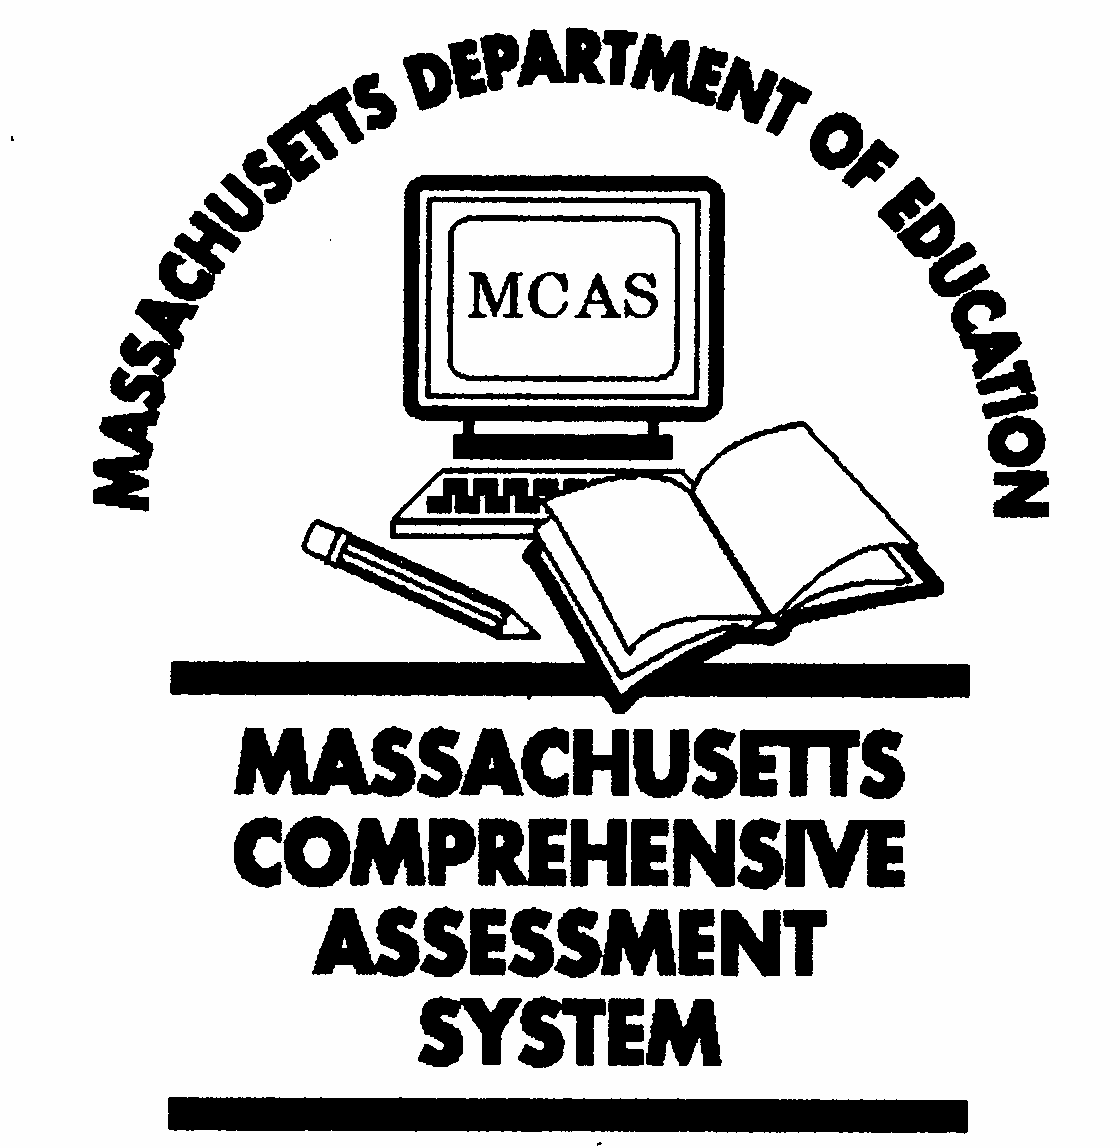 MASSACHUSETTS DEPARTMENT OF EDUCATION
MCAS
MASSACHUSETTS
COMPREHENSIVE
ASSESSMENT
SYSTEM